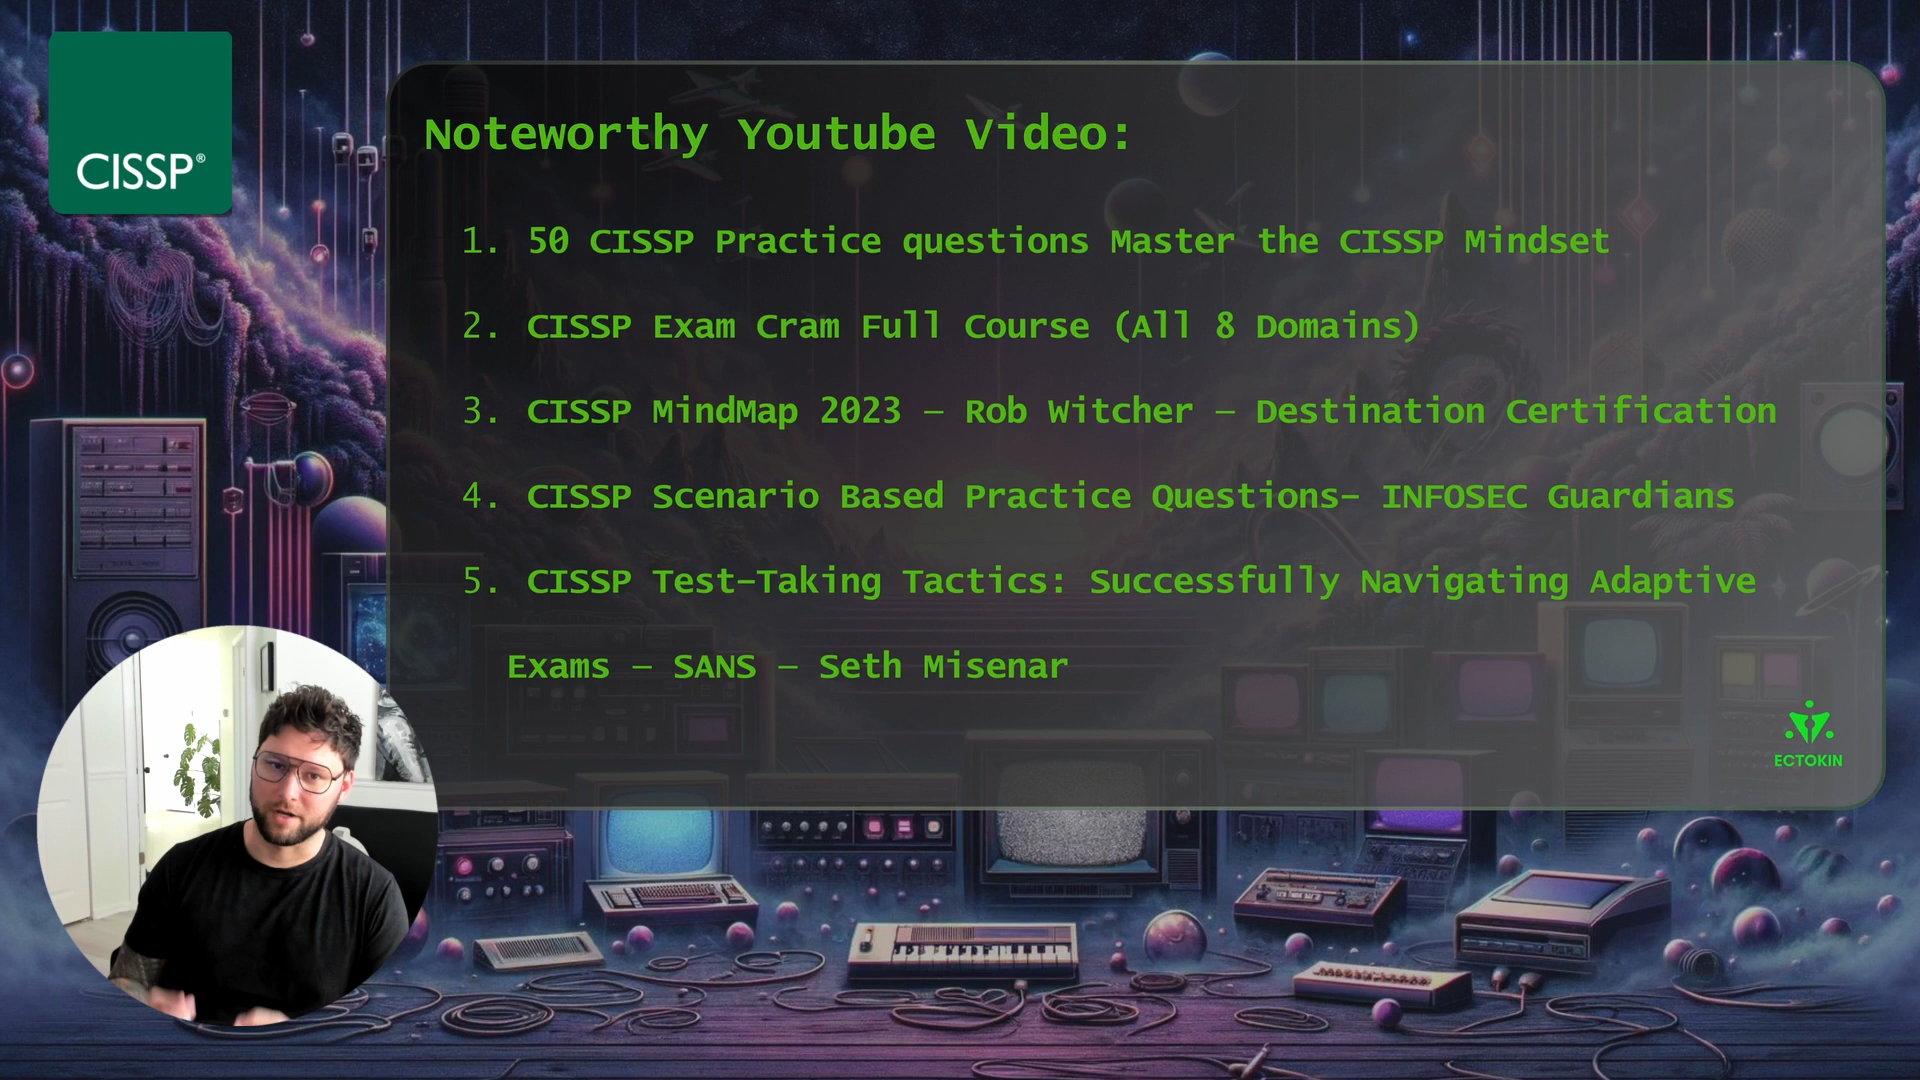 CISSP®
Noteworthy Youtube Video:
1. 50 CISSP Practice questions Master the CISSP Mindset
2. CISSP Exam Cram Full Course (All 8 Domains)
3. CISSP MindMap 2023 – Rob Witcher – Destination Certification
4. CISSP Scenario Based Practice Questions– INFOSEC Guardians
5. CISSP Test–Taking Tactics: Successfully Navigating Adaptive
Exams – SANS – Seth Misenar
ECTOKIN